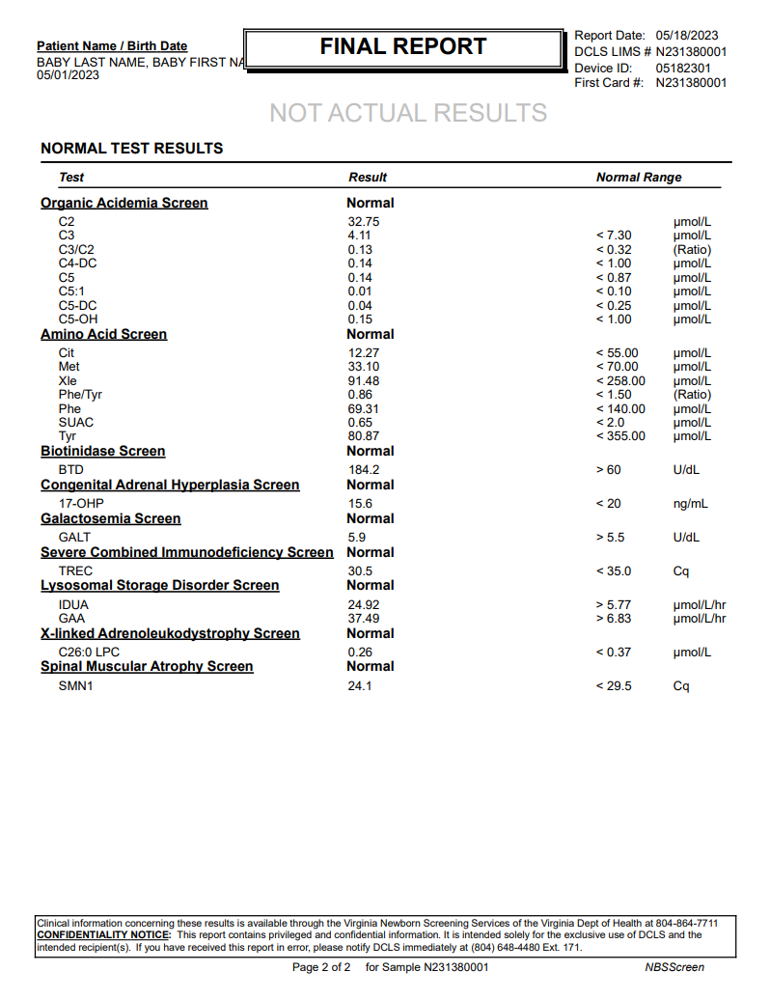 Patient Name / Birth Date
BABY LAST NAME, BABY FIRST NA
05/01/2023
FINAL REPORT
Report Date: 05/18/2023
DCLS LIMS # N231380001
Device ID: 05182301
First Card #: N231380001
NOT ACTUAL RESULTS
NORMAL TEST RESULTS
Test Result Normal Range
Organic Acidemia Screen Normal
C2 32.75 µmol/L
C3 4.11 < 7.30 µmol/L
C3/C2 0.13 < 0.32 (Ratio)
C4-DC 0.14 < 1.00 µmol/L
C5 0.14 < 0.87 µmol/L
C5:1 0.01 < 0.10 µmol/L
C5-DC 0.04 < 0.25 µmol/L
C5-OH 0.15 < 1.00 µmol/L
Amino Acid Screen Normal
Cit 12.27 < 55.00 µmol/L
Met 33.10 < 70.00 µmol/L
Xle 91.48 < 258.00 µmol/L
Phe/Tyr 0.86 < 1.50 (Ratio)
Phe 69.31 < 140.00 µmol/L
SUAC 0.65 < 2.0 µmol/L
Tyr 80.87 < 355.00 µmol/L
Biotinidase Screen Normal
BTD 184.2 > 60 U/dL
Congenital Adrenal Hyperplasia Screen Normal
17-OHP 15.6 < 20 ng/mL
Galactosemia Screen Normal
GALT 5.9 > 5.5 U/dL
Severe Combined Immunodeficiency Screen Normal
TREC 30.5 < 35.0 Cq
Lysosomal Storage Disorder Screen Normal
IDUA 24.92 > 5.77 µmol/L/hr
GAA 37.49 > 6.83 µmol/L/hr
X-linked Adrenoleukodystrophy Screen Normal
C26:0 LPC 0.26 < 0.37 µmol/L
Spinal Muscular Atrophy Screen Normal
SMN1 24.1 < 29.5 Cq
Clinical information concerning these results is available through the Virginia Newborn Screening Services of the Virginia Dept of Health at 804-864-7711
CONFIDENTIALITY NOTICE: This report contains privileged and confidential information. It is intended solely for the exclusive use of DCLS and the
intended recipient(s). If you have received this report in error, please notify DCLS immediately at (804) 648-4480 Ext. 171.
Page 2 of 2 for Sample N231380001 NBSScreen